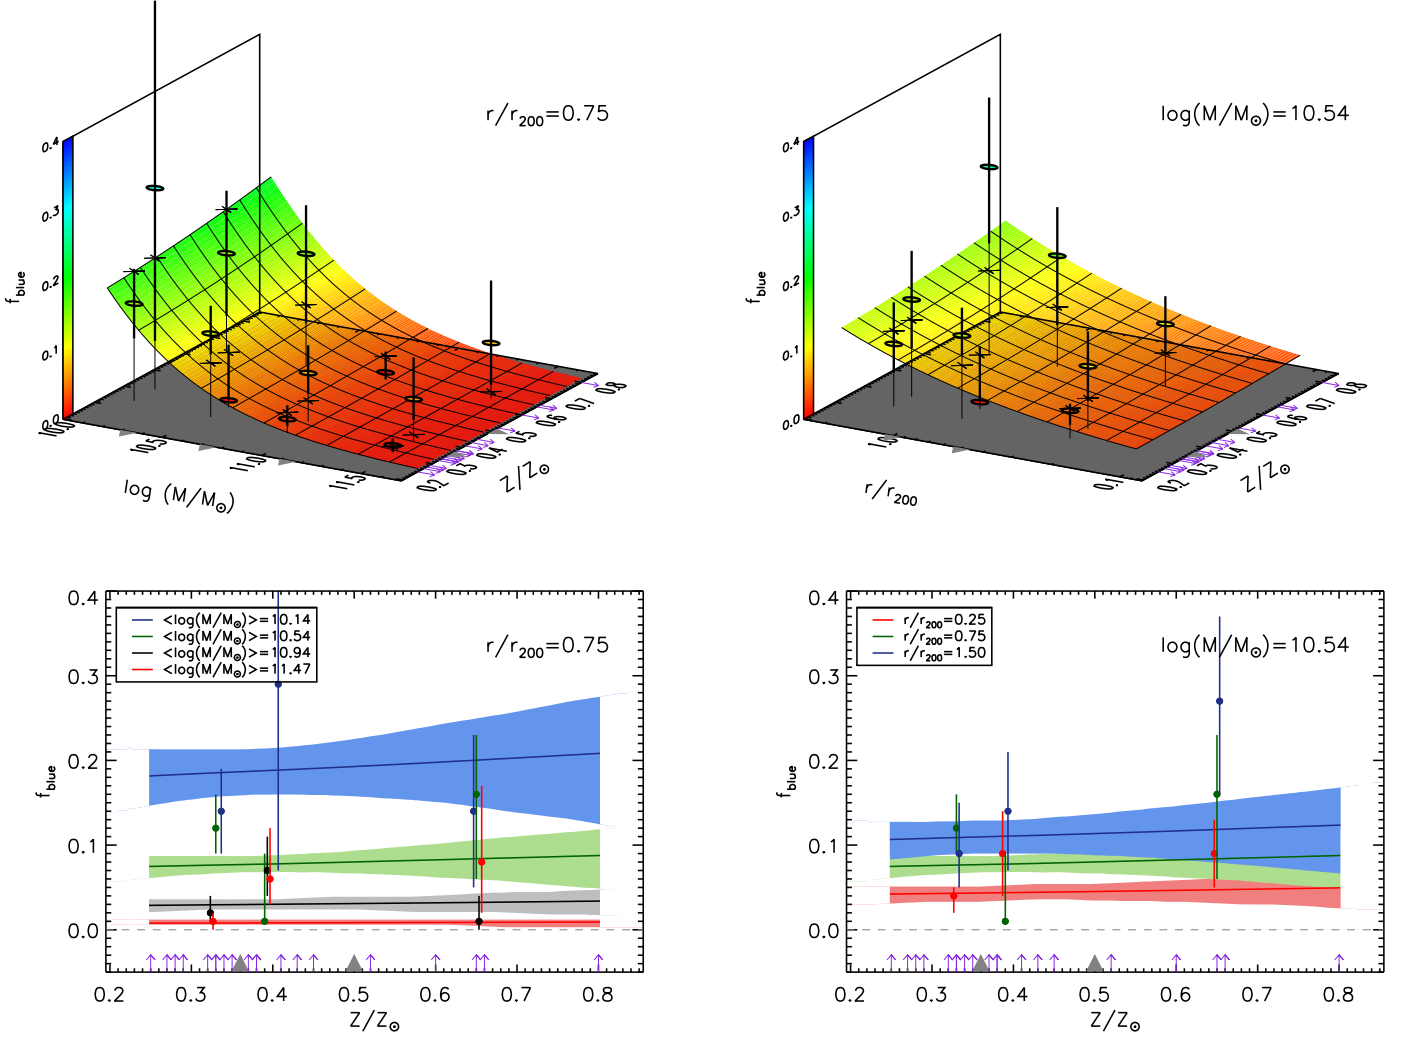 r/r200=0.75
0.4
0.3
0.2
0.1
0.0
fblue
10.0
10.5
11.0
11.5
log (M/M⊙)
0.2
0.3
0.4
0.5
0.6
0.7
0.8
Z/Z⊙
log(M/M⊙)=10.54
0.4
0.3
0.2
0.1
0.0
fblue
1.0
0.1
r/r200
0.2
0.3
0.4
0.5
0.6
0.7
0.8
Z/Z⊙
<log(M/M⊙)>=10.14
<log(M/M⊙)>=10.54
<log(M/M⊙)>=10.94
<log(M/M⊙)>=11.47
r/r200=0.75
0.4
0.3
0.2
0.1
0.0
fblue
0.2 0.3 0.4 0.5 0.6 0.7 0.8
Z/Z⊙
r/r200=0.25
r/r200=0.75
r/r200=1.50
log(M/M⊙)=10.54
0.4
0.3
0.2
0.1
0.0
fblue
0.2 0.3 0.4 0.5 0.6 0.7 0.8
Z/Z⊙